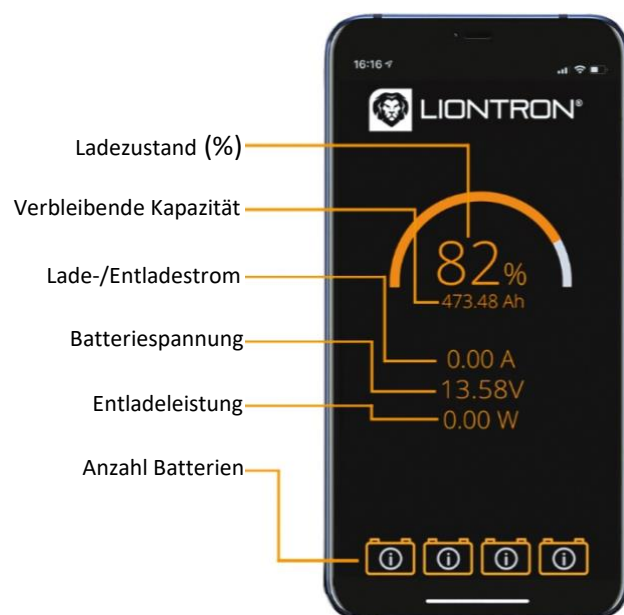 16:16
LIONTRON®
Ladezustand (%)
Verbleibende Kapazität
Lade-/Entladestrom
Batteriespannung
Entladeleistung
Anzahl Batterien
82%
473.48 Ah
0.00 A
13.58V
0.00 W